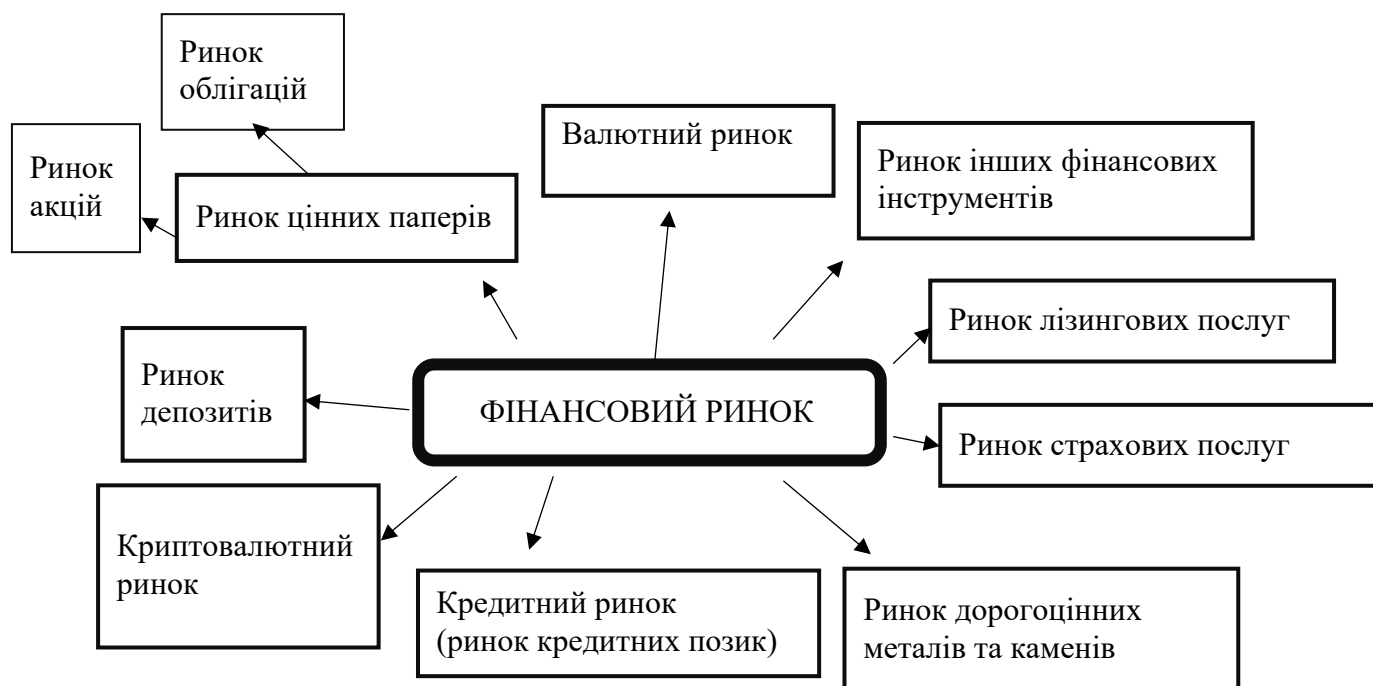 Ринок
облігацій
Валютний ринок
Ринок інших фінансових
інструментів
Ринок
акцій
Ринок цінних паперів
Ринок лізингових послуг
Ринок
депозитів
ФІНАНСОВИЙ РИНОК
Ринок страхових послуг
Криптовалютний
ринок
Кредитний ринок
(ринок кредитних позик)
Ринок дорогоцінних
металів та каменів